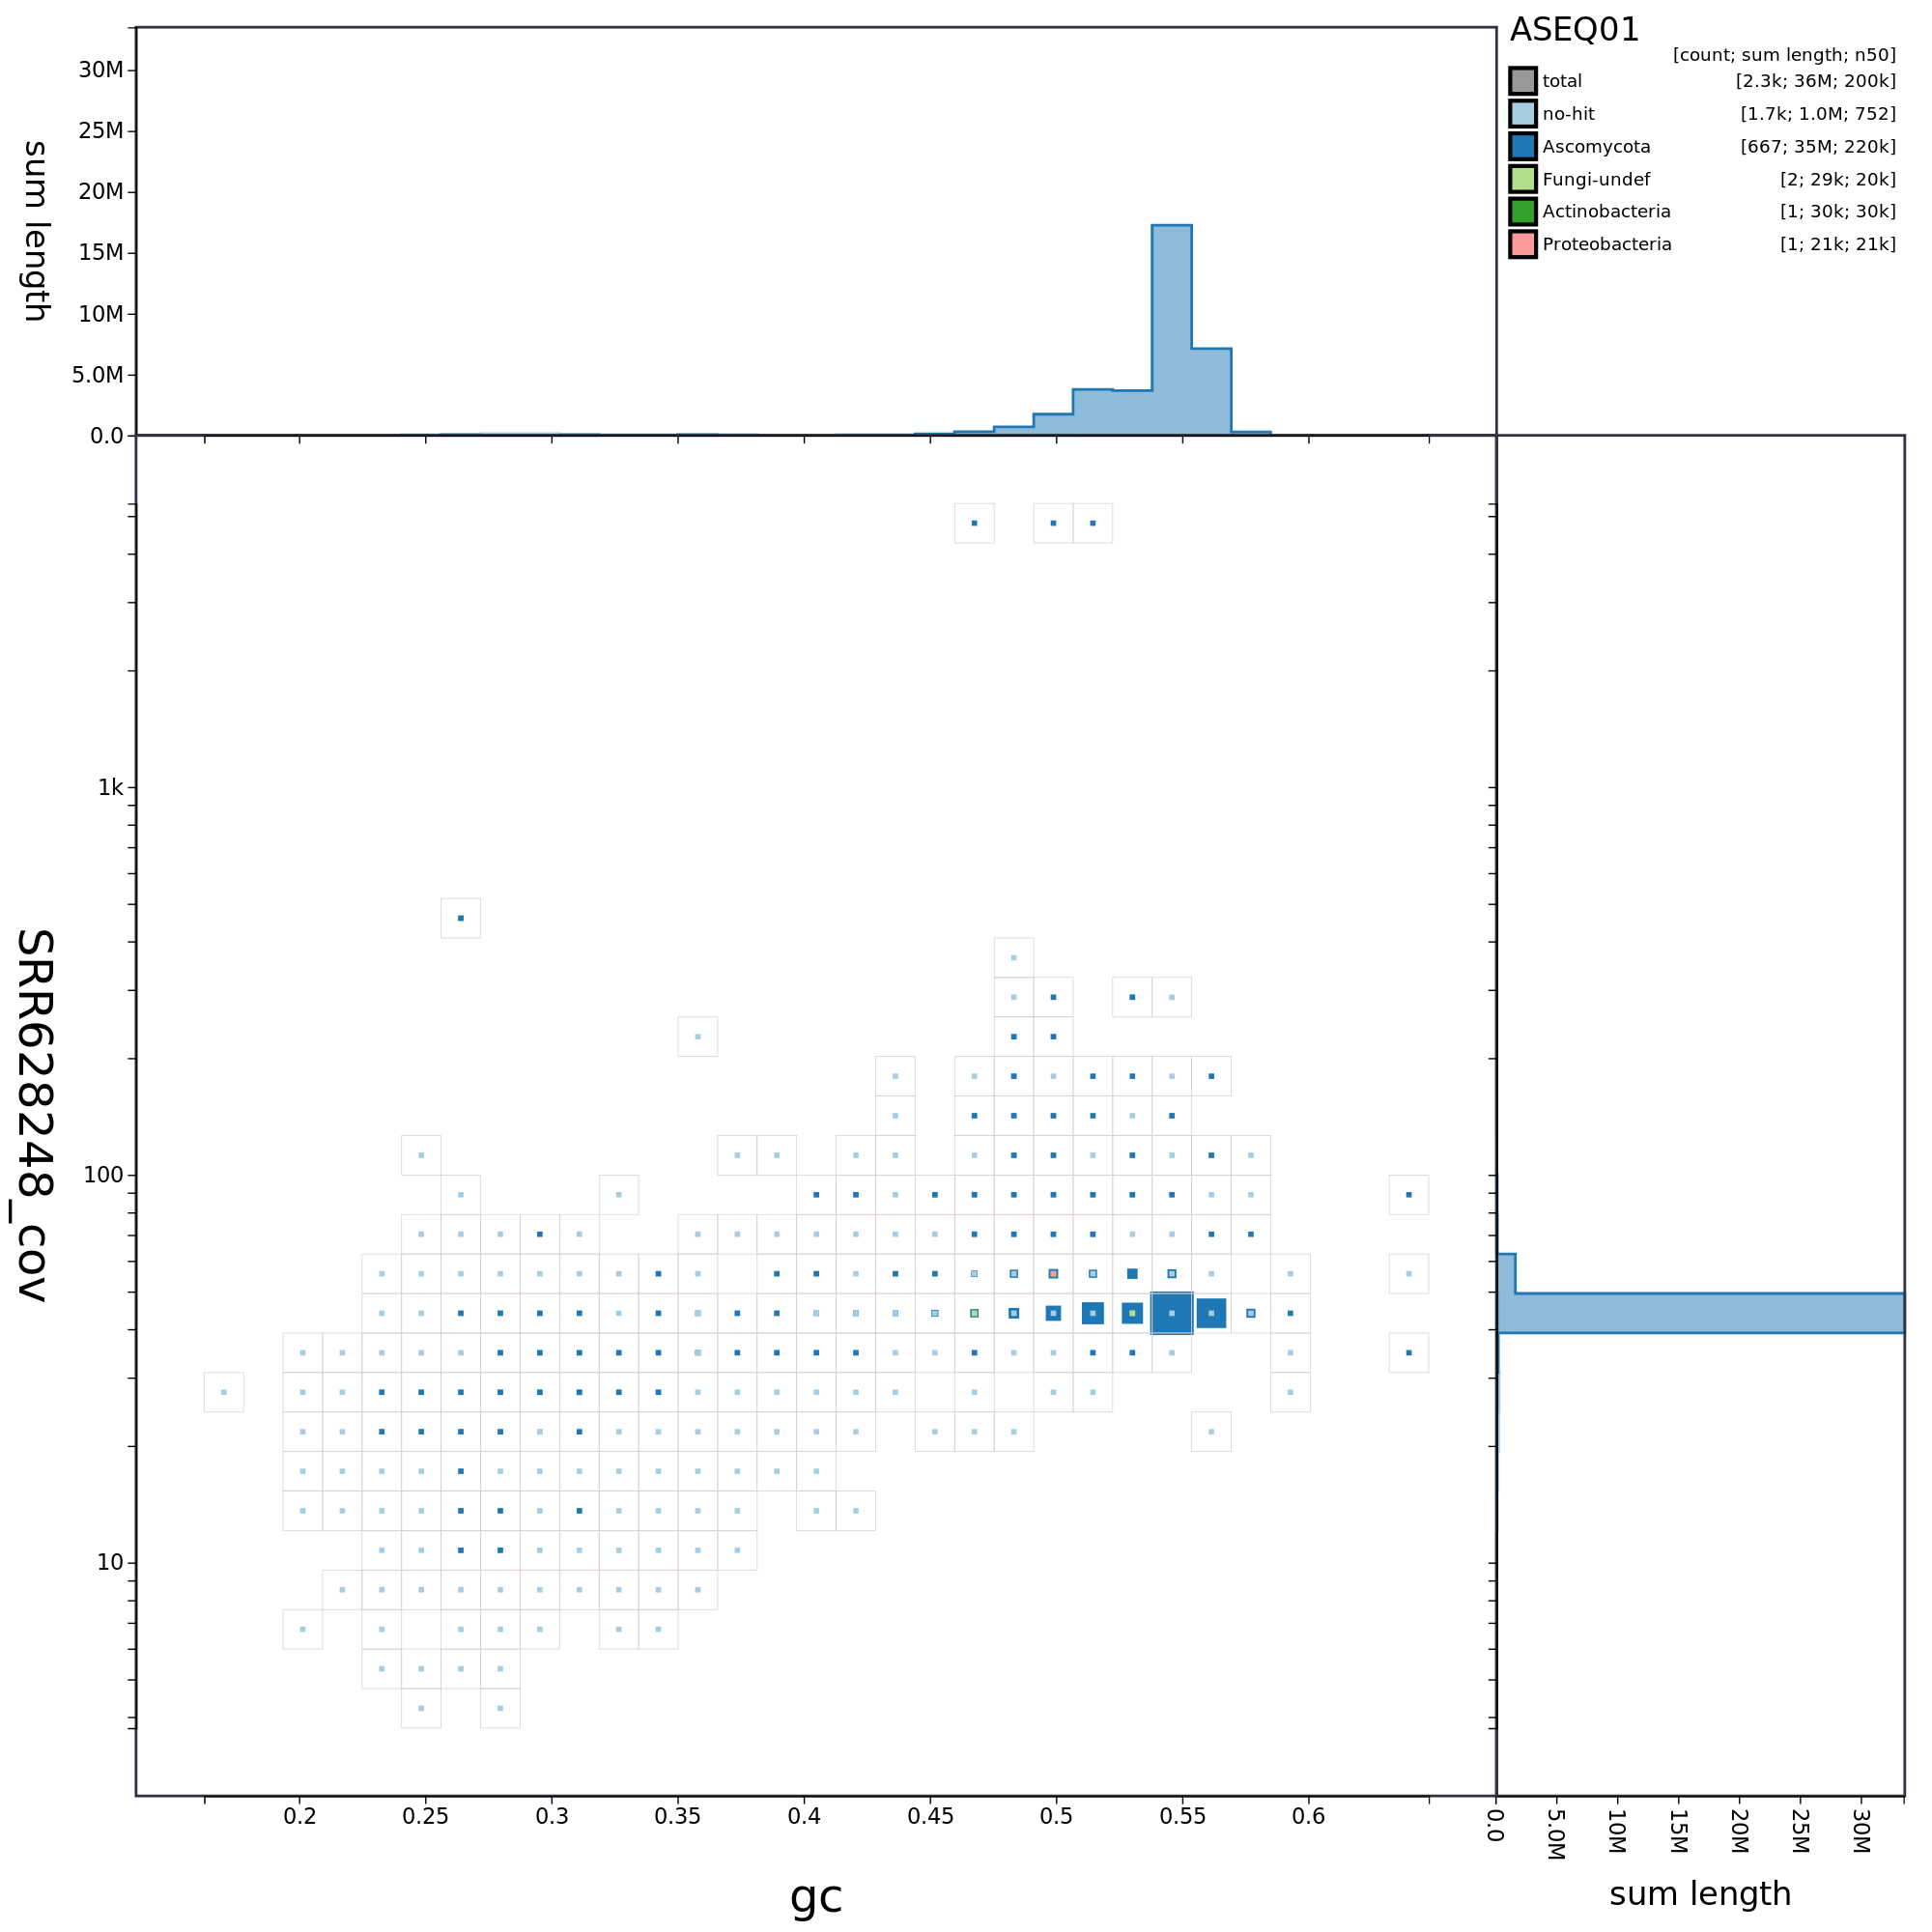 ASEQ01
[count; sum length; n50]
total [2.3k; 36M; 200k]
no-hit [1.7k; 1.0M; 752]
Ascomycota [667; 35M; 220k]
Fungi-undef [2; 29k; 20k]
Actinobacteria [1; 30k; 30k]
Proteobacteria [1; 21k; 21k]
sum length
30M
25M
20M
15M
10M
5.0M
0.0
SRR628248_cov
1k
100
10
0.2 0.25 0.3 0.35 0.4 0.45 0.5 0.55 0.6
gc
0.0 5.0M 10M 15M 20M 25M 30M
sum length